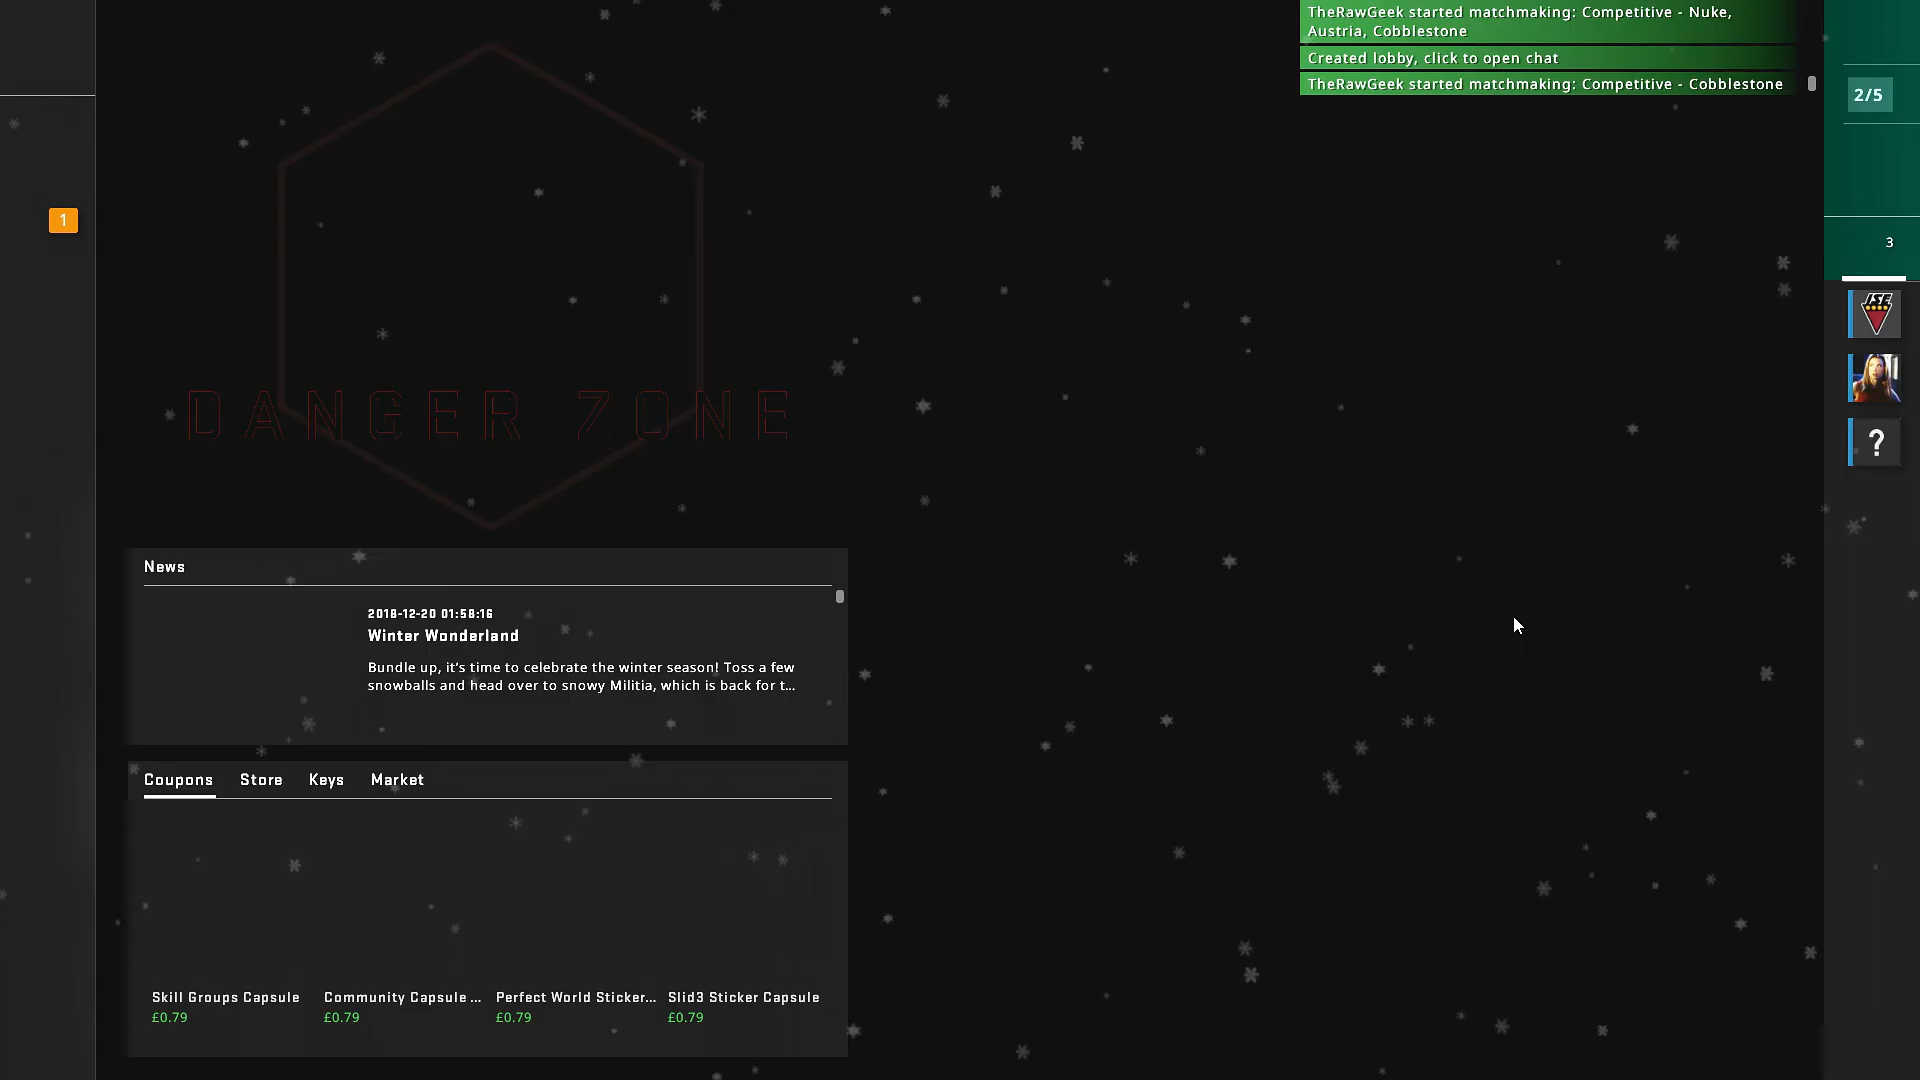 TheRawGeek started matchmaking: Competitive - Nuke,
Austria, Cobblestone
Created lobby, click to open chat
TheRawGeek started matchmaking: Competitive - Cobblestone
2/5
1
3
JSF
?
DANGER ZONE
News
2018-12-20 01:58:16
Winter Wonderland
Bundle up, it's time to celebrate the winter season! Toss a few
snowballs and head over to snowy Militia, which is back for t...
Coupons Store Keys Market
Skill Groups Capsule Community Capsule ... Perfect World Sticker... Slid3 Sticker Capsule
£0.79 £0.79 £0.79 £0.79